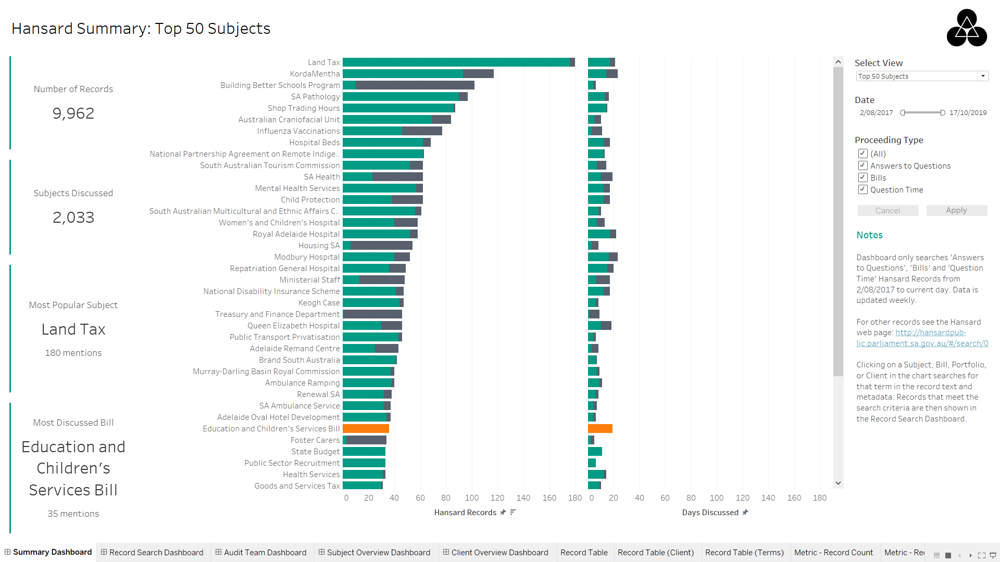 Hansard Summary: Top 50 Subjects
Number of Records
9,962
Subjects Discussed
2,033
Most Popular Subject
Land Tax
180 mentions
Most Discussed Bill
Education and
Children's
Services Bill
35 mentions
Land Tax
KordaMentha
Building Better Schools Program
SA Pathology
Shop Trading Hours
Australian Craniofacial Unit
Influenza Vaccinations
Hospital Beds
National Partnership Agreement on Remote Indige..
South Australian Tourism Commission
SA Health
Mental Health Services
Child Protection
South Australian Multicultural and Ethnic Affairs C..
Women's and Children's Hospital
Royal Adelaide Hospital
Housing SA
Modbury Hospital
Repatriation General Hospital
Ministerial Staff
National Disability Insurance Scheme
Keogh Case
Treasury and Finance Department
Queen Elizabeth Hospital
Public Transport Privatisation
Adelaide Remand Centre
Brand South Australia
Murray-Darling Basin Royal Commission
Ambulance Ramping
Renewal SA
SA Ambulance Service
Adelaide Oval Hotel Development
Education and Children's Services Bill
Foster Carers
State Budget
Public Sector Recruitment
Health Services
Goods and Services Tax
0 20 40 60 80 100 120 140 160 180
Hansard Records
0 20 40 60 80 100 120 140 160 180
Days Discussed
Select View
Top 50 Subjects
Date
2/08/2017 17/10/2019
Proceeding Type
(All)
Answers to Questions
Bills
Question Time
Cancel Apply
Notes
Dashboard only searches 'Answers
to Questions', 'Bills' and 'Question
Time' Hansard Records from
2/08/2017 to current day. Data is
updated weekly.
For other records see the Hansard
web page: http://hansardpub-
lic.parliament.sa.gov.au/#/search/0
Clicking on a Subject, Bill, Portfolio,
or Client in the chart searches for
that term in the record text and
metadata. Records that meet the
search criteria are then shown in
the Record Search Dashboard.
Summary Dashboard Record Search Dashboard Audit Team Dashboard Subject Overview Dashboard Client Overview Dashboard Record Table Record Table (Client) Record Table (Terms) Metric - Record Count Metric - Rec